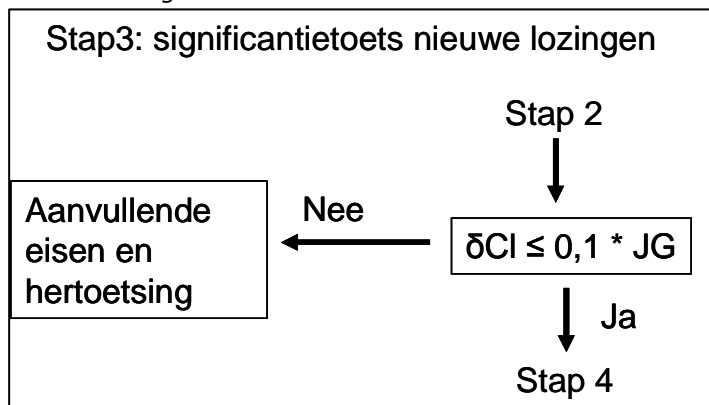 Stap3: significantietoets nieuwe lozingen
Stap 2
Nee
Aanvullende
eisen en
hertoetsing
δCl ≤ 0,1 * JG
Ja
Stap 4